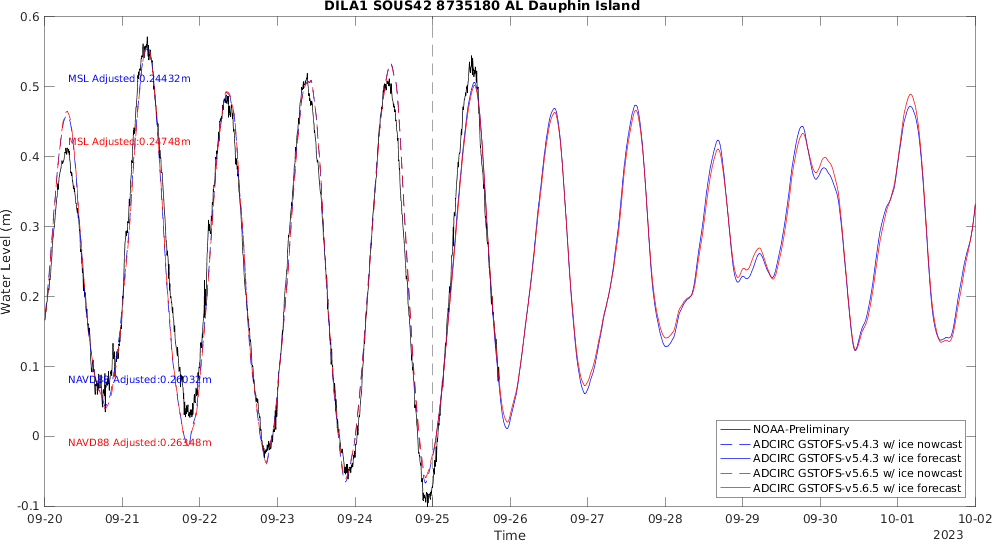 DILA1 SOUS42 8735180 AL Dauphin Island
Water Level (m)
0.6
0.5
0.4
0.3
0.2
0.1
0
-0.1
MSL Adjusted:0.24432m
MSL Adjusted:0.24748m
NAVD88 Adjusted:0.26032m
NAVD88 Adjusted:0.26348m
NOAA-Preliminary
ADCIRC GSTOFS-v5.4.3 w/ ice nowcast
ADCIRC GSTOFS-v5.4.3 w/ ice forecast
ADCIRC GSTOFS-v5.6.5 w/ ice nowcast
ADCIRC GSTOFS-v5.6.5 w/ ice forecast
09-20 09-21 09-22 09-23 09-24 09-25 09-26 09-27 09-28 09-29 09-30 10-01 10-02
Time
2023